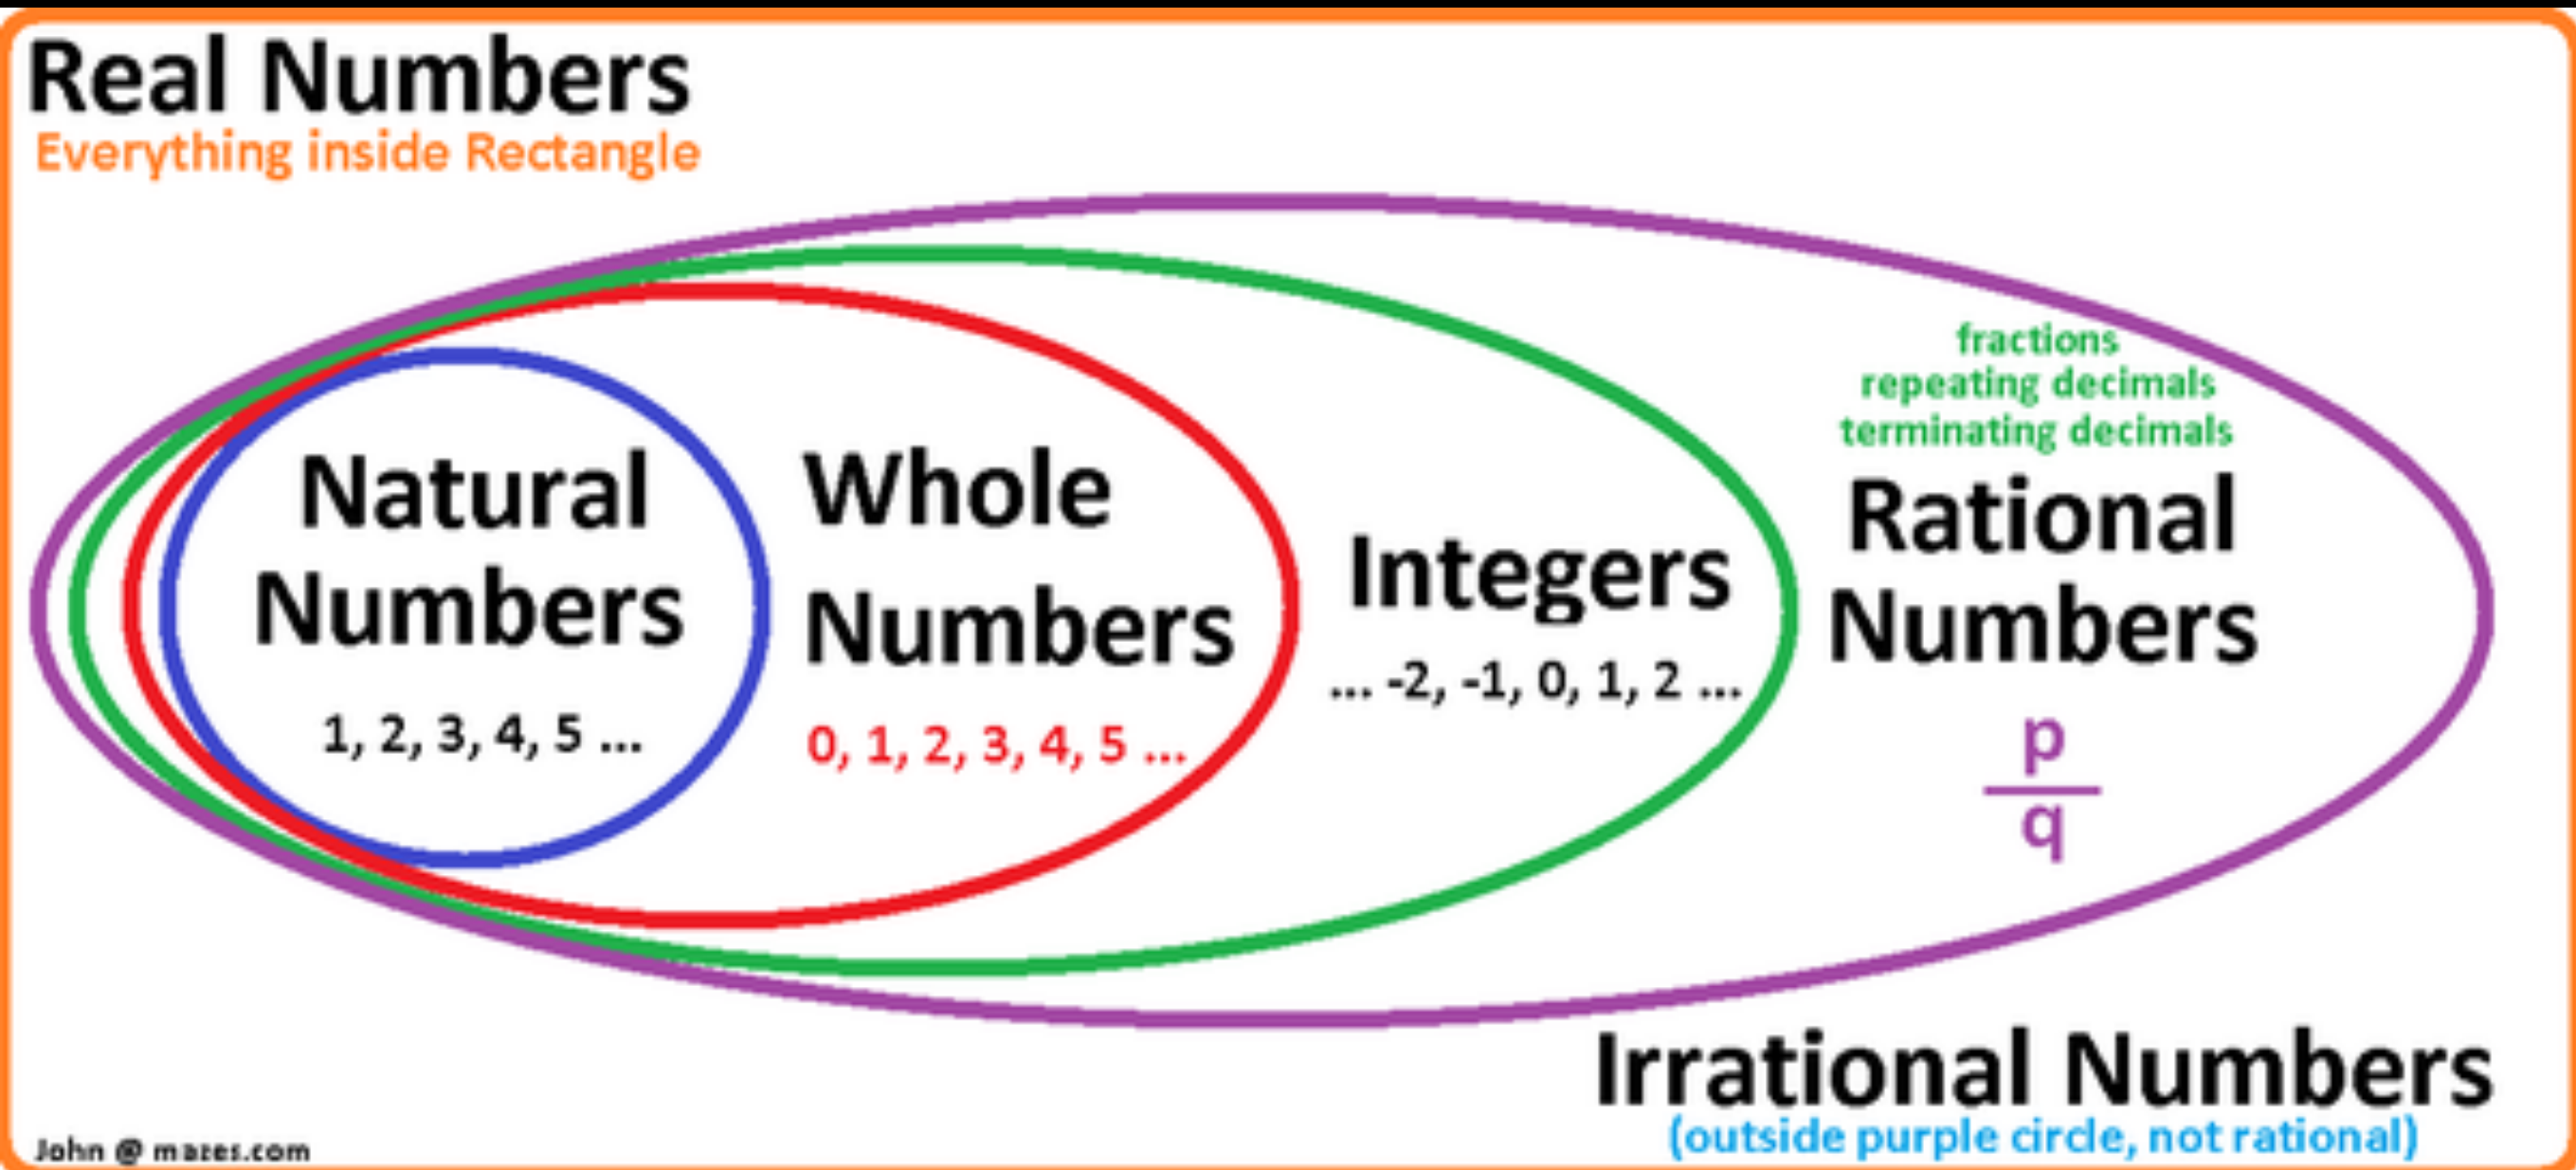 Real Numbers
Everything inside Rectangle
Natural
Numbers
1, 2, 3, 4, 5 ...
Whole
Numbers
0, 1, 2, 3, 4, 5 ...
Integers
... -2, -1, 0, 1, 2 ...
fractions
repeating decimals
terminating decimals
Rational
Numbers
p
q
Irrational Numbers
(outside purple circle, not rational)
John @ mazes.com